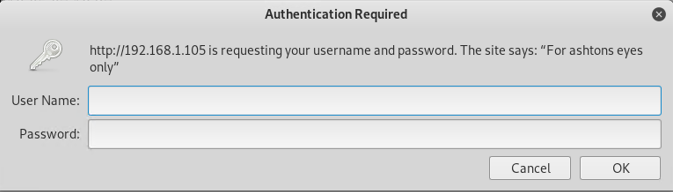 Authentication Required
http://192.168.1.105 is requesting your username and password. The site says: “For ashtons eyes
only”
User Name:
Password:
Cancel OK